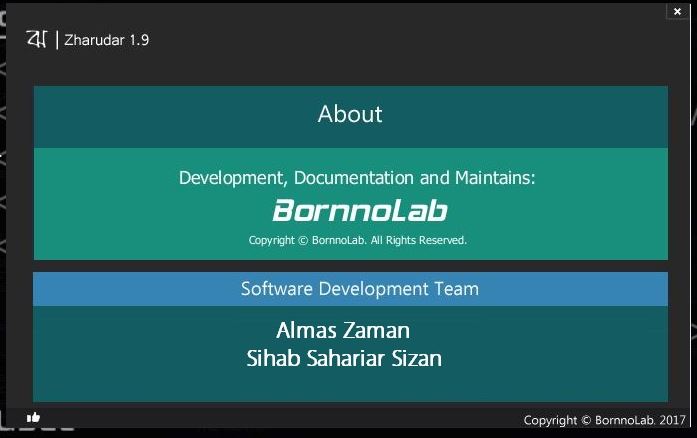 ঝা | Zharudar 1.9
About
Development, Documentation and Maintains:
BornnoLab
Copyright © BornnoLab. All Rights Reserved.
Software Development Team
Almas Zaman
Sihab Sahariar Sizan
Copyright © BornnoLab. 2017